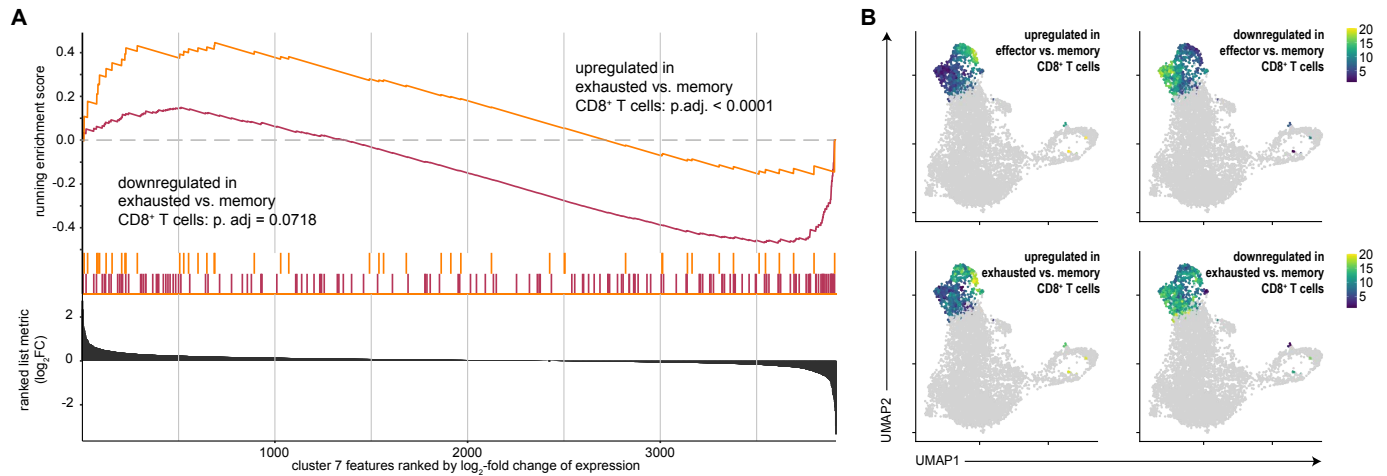 A
running enrichment score
0.4
0.2
0.0
-0.2
-0.4
upregulated in
exhausted vs. memory
CD8⁺ T cells: p.adj. < 0.0001
downregulated in
exhausted vs. memory
CD8⁺ T cells: p. adj = 0.0718
ranked list metric
(log₂FC)
2
0
-2
1000
2000
3000
cluster 7 features ranked by log₂-fold change of expression
B
upregulated in
effector vs. memory
CD8⁺ T cells
downregulated in
effector vs. memory
CD8⁺ T cells
20
15
10
5
upregulated in
exhausted vs. memory
CD8⁺ T cells
downregulated in
exhausted vs. memory
CD8⁺ T cells
20
15
10
5
UMAP2
UMAP1